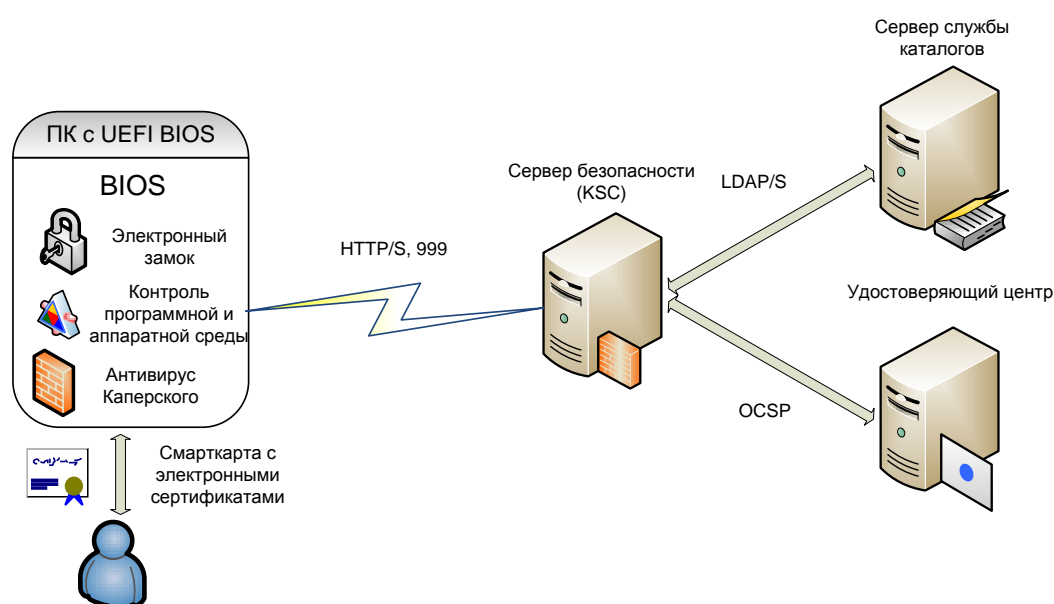 Сервер службы
каталогов
ПК с UEFI BIOS
BIOS
Электронный
замок
Контроль
программной и
аппаратной среды
Антивирус
Каперского
Смарткарта с
электронными
сертификатами
HTTP/S, 999
Сервер безопасности
(KSC)
LDAP/S
Удостоверяющий центр
OCSP